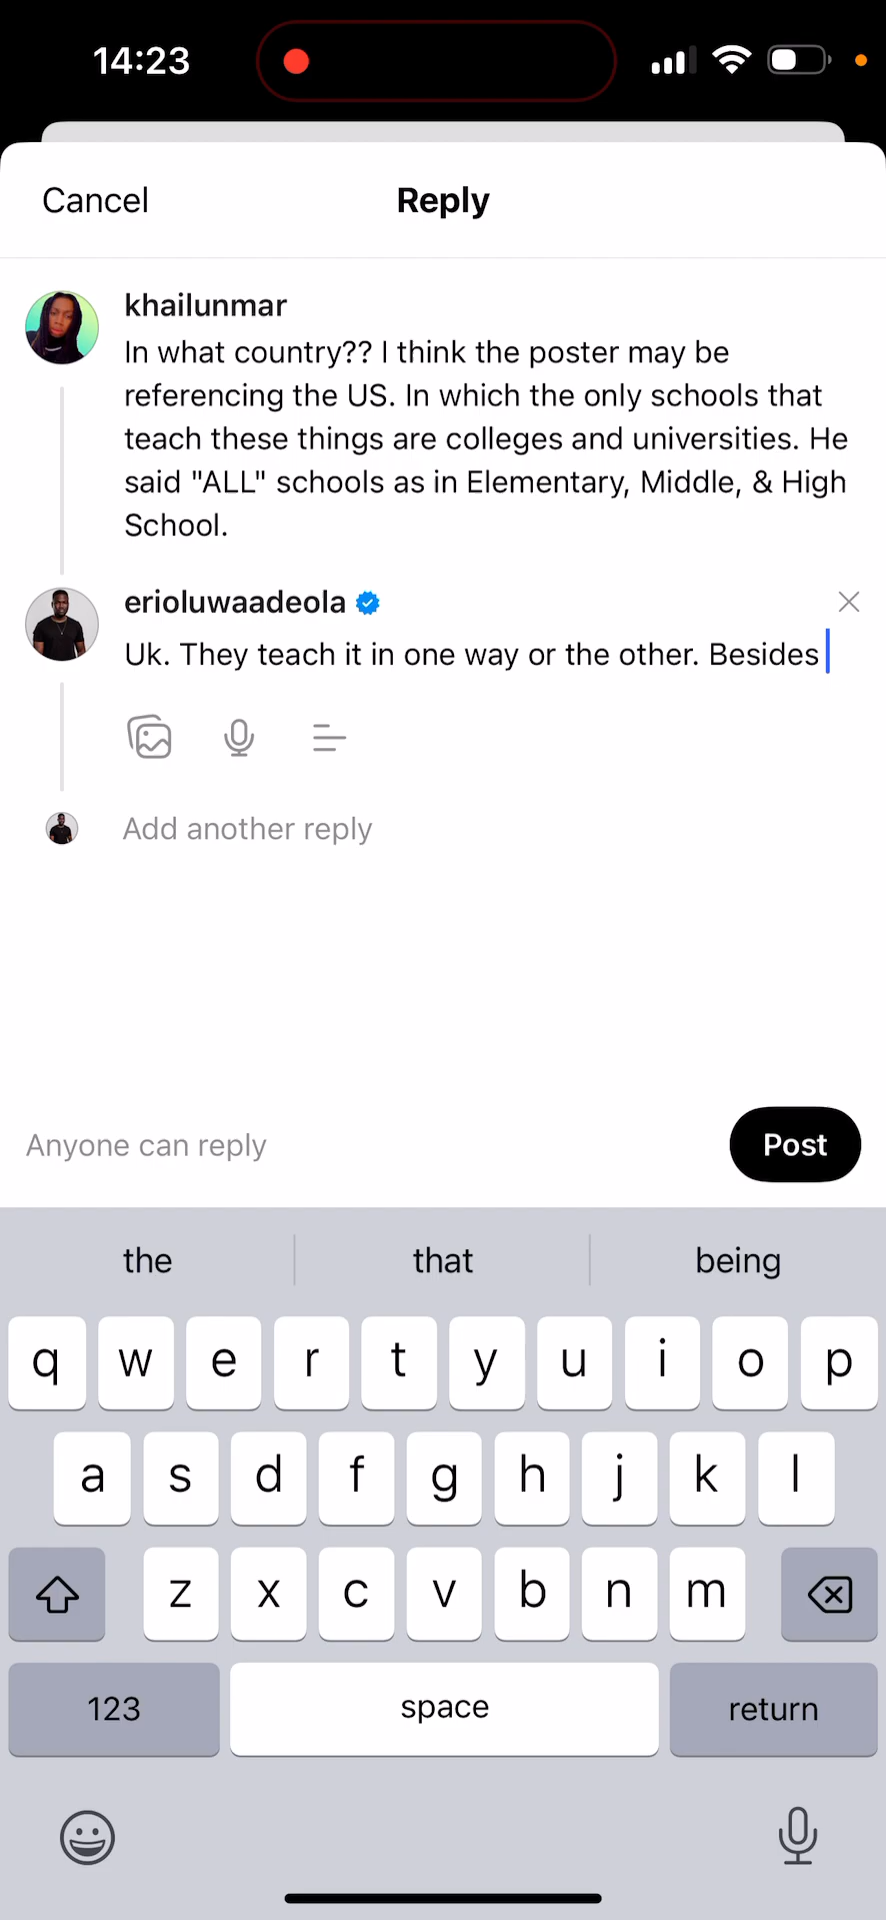 14:23
Cancel
Reply
khailunmar
In what country?? I think the poster may be
referencing the US. In which the only schools that
teach these things are colleges and universities. He
said "ALL" schools as in Elementary, Middle, & High
School.
erioluwaadeola
Uk. They teach it in one way or the other. Besides
Add another reply
Anyone can reply
Post
the that being
q w e r t y u i o p
a s d f g h j k l
z x c v b n m
123 space return